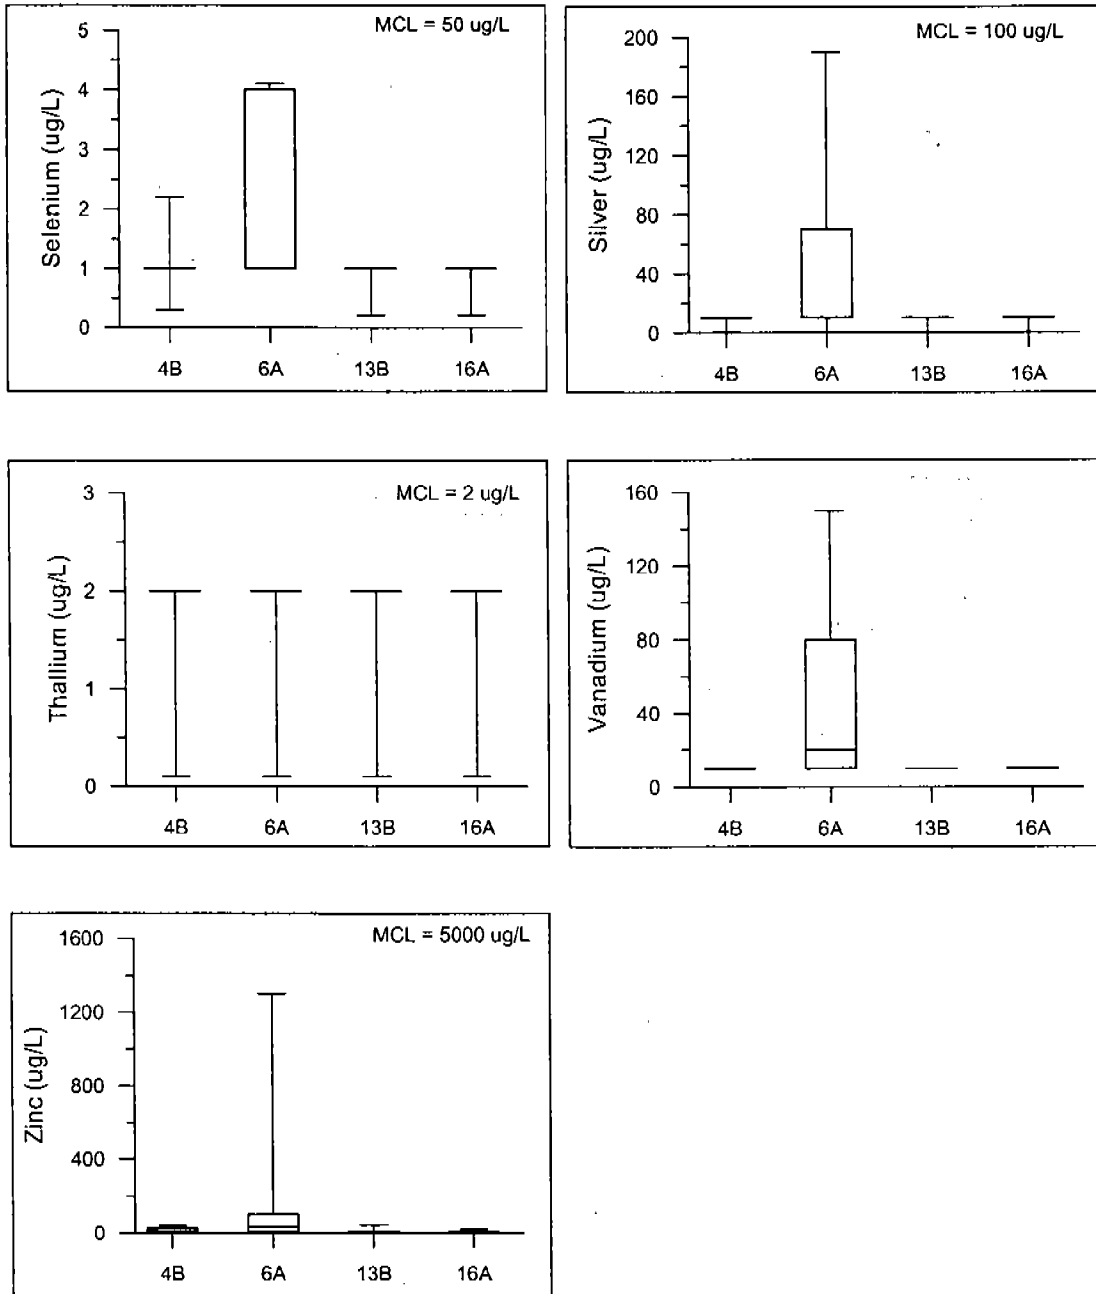 MCL = 50 ug/L
Selenium (ug/L)
5
4
3
2
1
0
4B 6A 13B 16A
MCL = 100 ug/L
Silver (ug/L)
200
160
120
80
40
0
4B 6A 13B 16A
MCL = 2 ug/L
Thallium (ug/L)
3
2
1
0
4B 6A 13B 16A
Vanadium (ug/L)
160
120
80
40
0
4B 6A 13B 16A
MCL = 5000 ug/L
Zinc (ug/L)
1600
1200
800
400
0
4B 6A 13B 16A